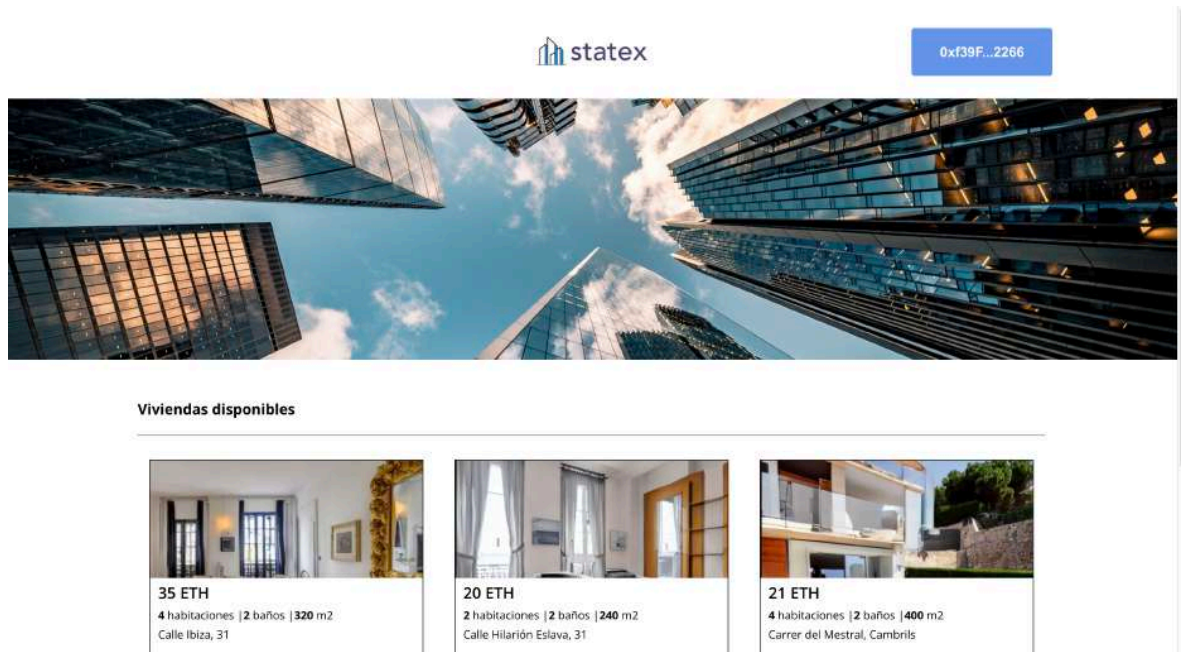 statex
0xf39F...2266
Viviendas disponibles
35 ETH
4 habitaciones |2 baños |320 m2
Calle Ibiza, 31
20 ETH
2 habitaciones |2 baños |240 m2
Calle Hilarión Eslava, 31
21 ETH
4 habitaciones |2 baños |400 m2
Carrer del Mestral, Cambrils